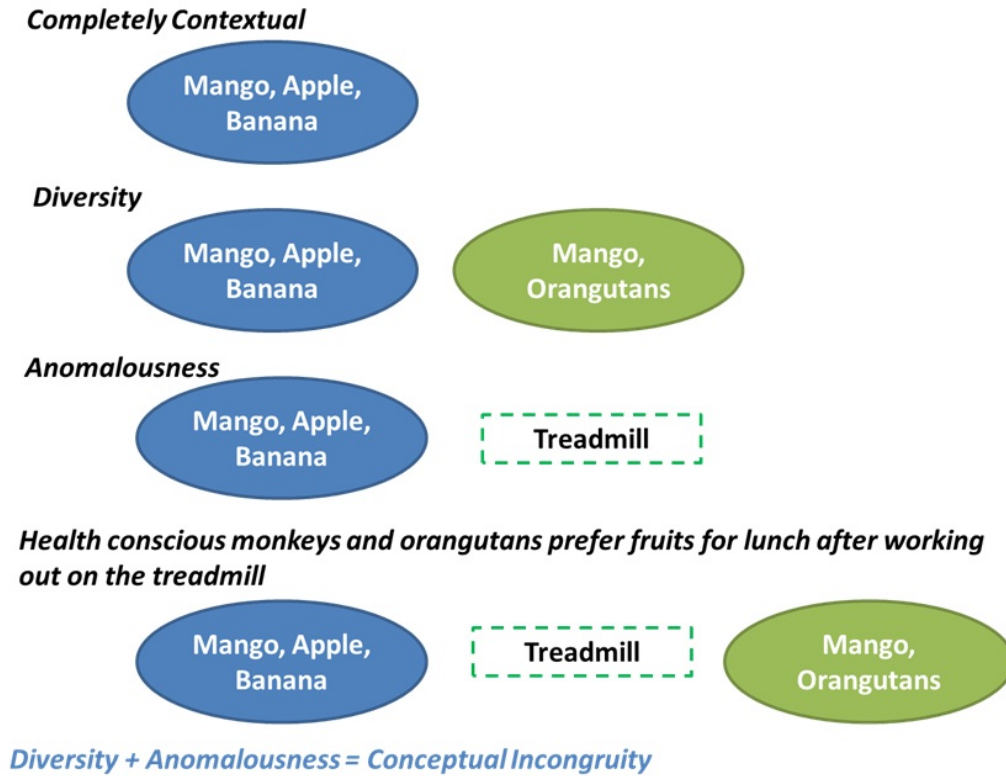 Completely Contextual
Mango, Apple,
Banana
Diversity
Mango, Apple,
Banana
Mango,
Orangutans
Anomalousness
Mango, Apple,
Banana
Treadmill
Health conscious monkeys and orangutans prefer fruits for lunch after working
out on the treadmill
Mango, Apple,
Banana
Treadmill
Mango,
Orangutans
Diversity + Anomalousness = Conceptual Incongruity